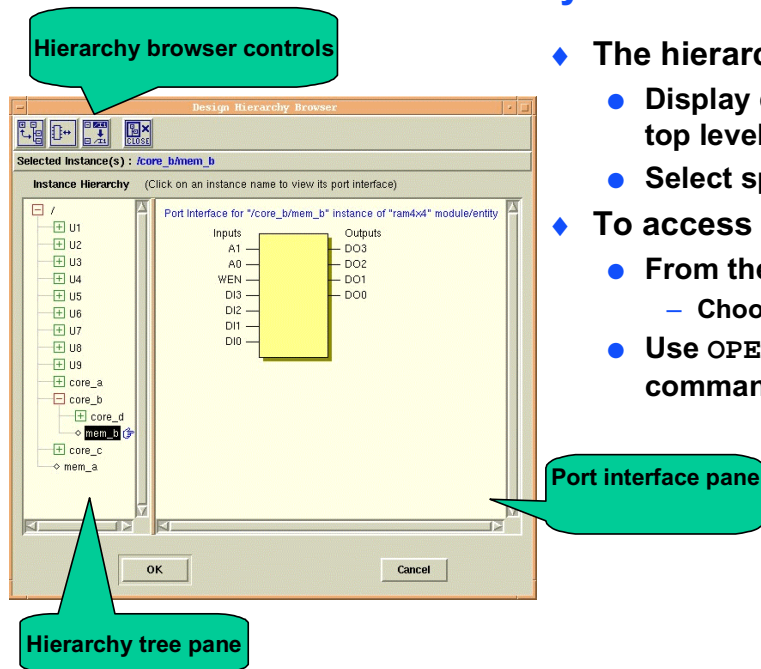 Hierarchy browser controls
Design Hierarchy Browser
CLOSE
Selected Instance(s) : /core_b/mem_b
Instance Hierarchy (Click on an instance name to view its port interface)
/
U1
U2
U3
U4
U5
U6
U7
U8
U9
core_a
core_b
core_d
mem_b
core_c
mem_a
Port Interface for "/core_b/mem_b" instance of "ram4x4" module/entity
Inputs Outputs
A1 DO3
A0 DO2
WEN DO1
DI3 DO0
DI2
DI1
DI0
OK Cancel
Hierarchy tree pane
Port interface pane
The hierarc
Display
top level
Select sp
To access
From the
– Choo
Use OPE
comman